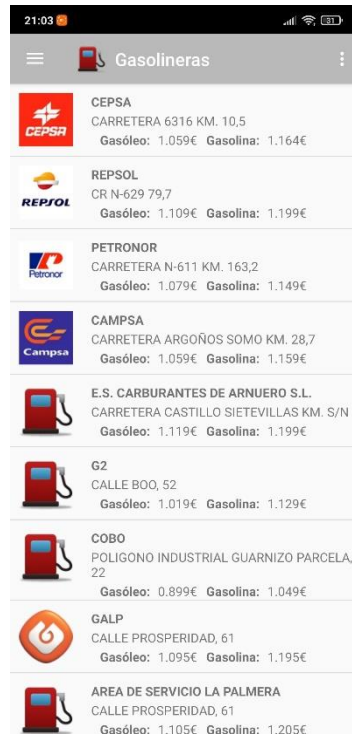 21:03
31
Gasolineras
CEPSA
CEPSA
CARRETERA 6316 KM. 10,5
Gasóleo: 1.059€ Gasolina: 1.164€
REPSOL
REPSOL
CR N-629 79,7
Gasóleo: 1.109€ Gasolina: 1.199€
Petronor
PETRONOR
CARRETERA N-611 KM. 163,2
Gasóleo: 1.079€ Gasolina: 1.149€
Campsa
CAMPSA
CARRETERA ARGOÑOS SOMO KM. 28,7
Gasóleo: 1.059€ Gasolina: 1.159€
E.S. CARBURANTES DE ARNUERO S.L.
CARRETERA CASTILLO SIETEVILLAS KM. S/N
Gasóleo: 1.119€ Gasolina: 1.199€
G2
CALLE BOO, 52
Gasóleo: 1.019€ Gasolina: 1.129€
COBO
POLIGONO INDUSTRIAL GUARNIZO PARCELA,
22
Gasóleo: 0.899€ Gasolina: 1.049€
GALP
CALLE PROSPERIDAD, 61
Gasóleo: 1.095€ Gasolina: 1.195€
AREA DE SERVICIO LA PALMERA
CALLE PROSPERIDAD, 61
Gasóleo: 1.105€ Gasolina: 1.205€